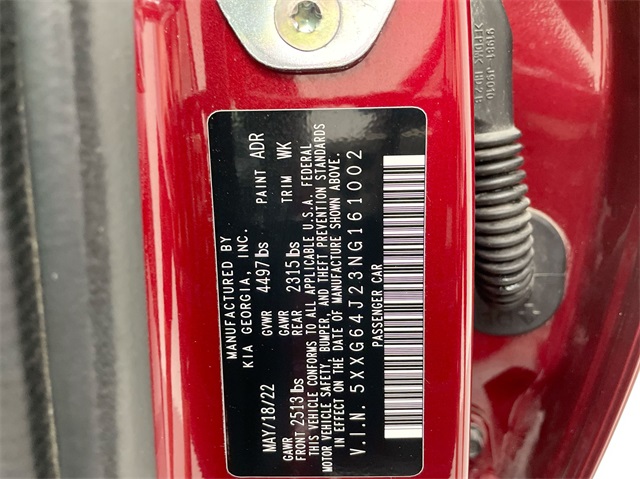 MANUFACTURED BY
KIA GEORGIA, INC.
MAY/18/22 GVWR 4497lbs PAINT ADR
GAWR FRONT 2513lbs GAWR REAR 2315lbs TRIM WK
THIS VEHICLE CONFORMS TO ALL APPLICABLE U.S.A. FEDERAL
MOTOR VEHICLE SAFETY, BUMPER, AND THEFT PREVENTION STANDARDS
IN EFFECT ON THE DATE OF MANUFACTURE SHOWN ABOVE.
V.I.N. 5XXG64J23NG161002
PASSENGER CAR